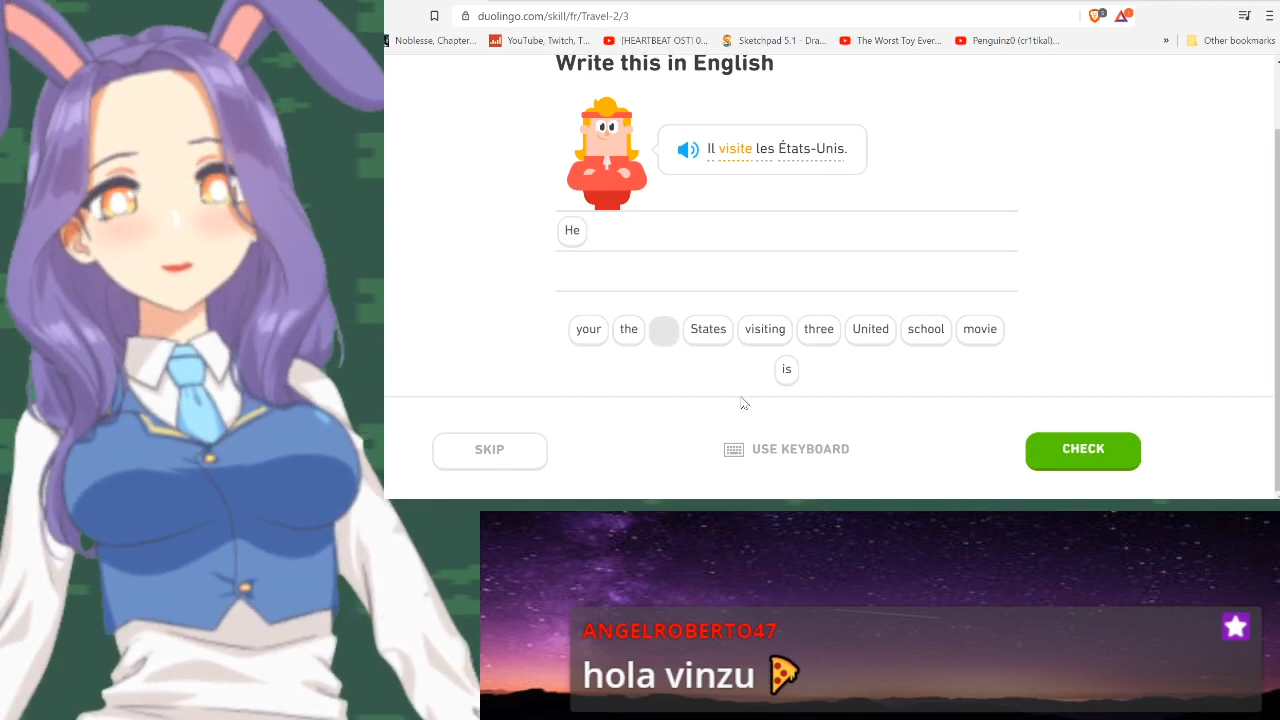 duolingo.com/skill/fr/Travel-2/3
Noblesse, Chapter... YouTube, Twitch, T... [HEARTBEAT OST] 0... Sketchpad 5.1 - Dra... The Worst Toy Ever... Penguinz0 (cr1tikal)... » Other bookmarks
Write this in English
Il visite les États-Unis.
He
your the States visiting three United school movie
is
SKIP USE KEYBOARD CHECK
ANGELROBERTO47
hola vinzu